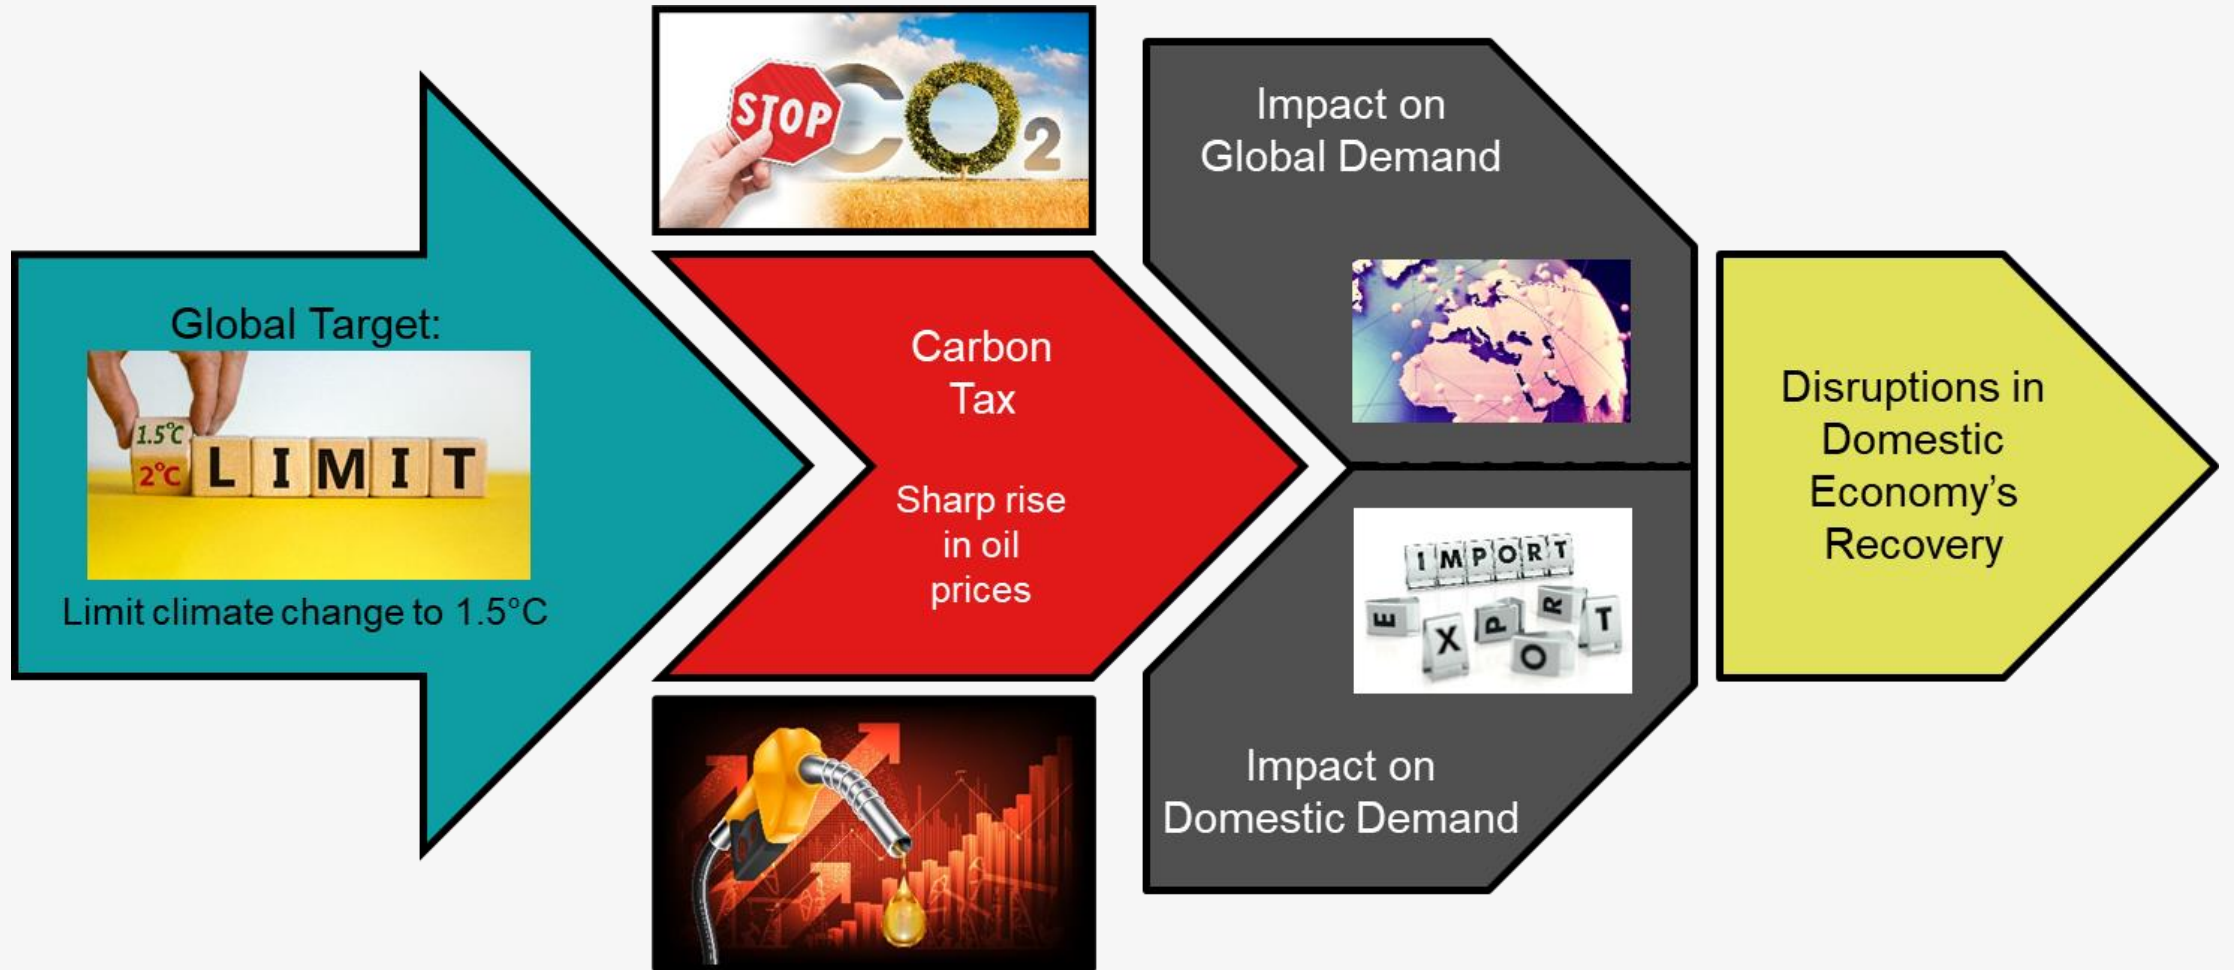 Global Target:
1.5°C
2°C LIMIT
Limit climate change to 1.5°C
STOP CO2
Carbon
Tax
Sharp rise
in oil
prices
Impact on
Global Demand
IMPORT
EXPORT
Impact on
Domestic Demand
Disruptions in
Domestic
Economy’s
Recovery